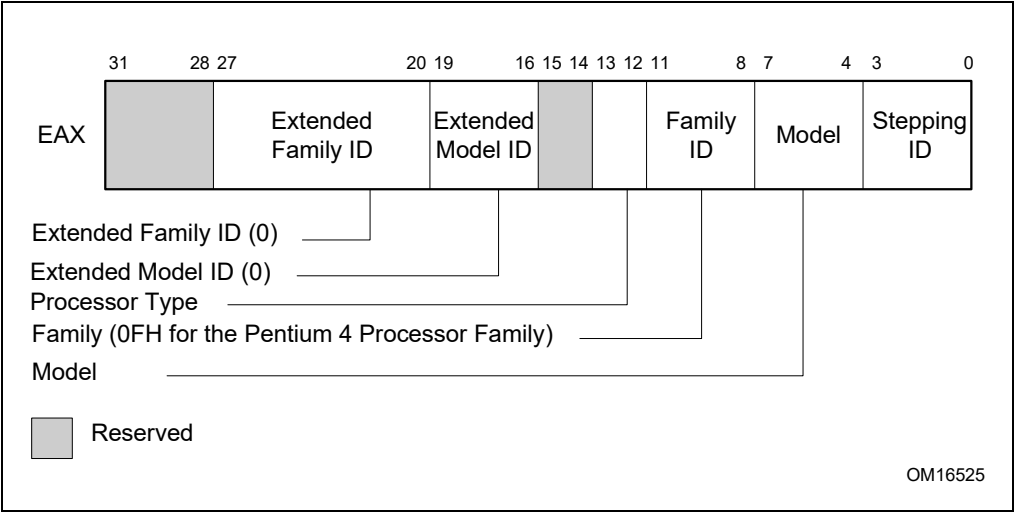 31 28 27 20 19 16 15 14 13 12 11 8 7 4 3 0
EAX
Extended Family ID
Extended Model ID
Family ID
Model
Stepping ID
Extended Family ID (0)
Extended Model ID (0)
Processor Type
Family (0FH for the Pentium 4 Processor Family)
Model
Reserved
OM16525